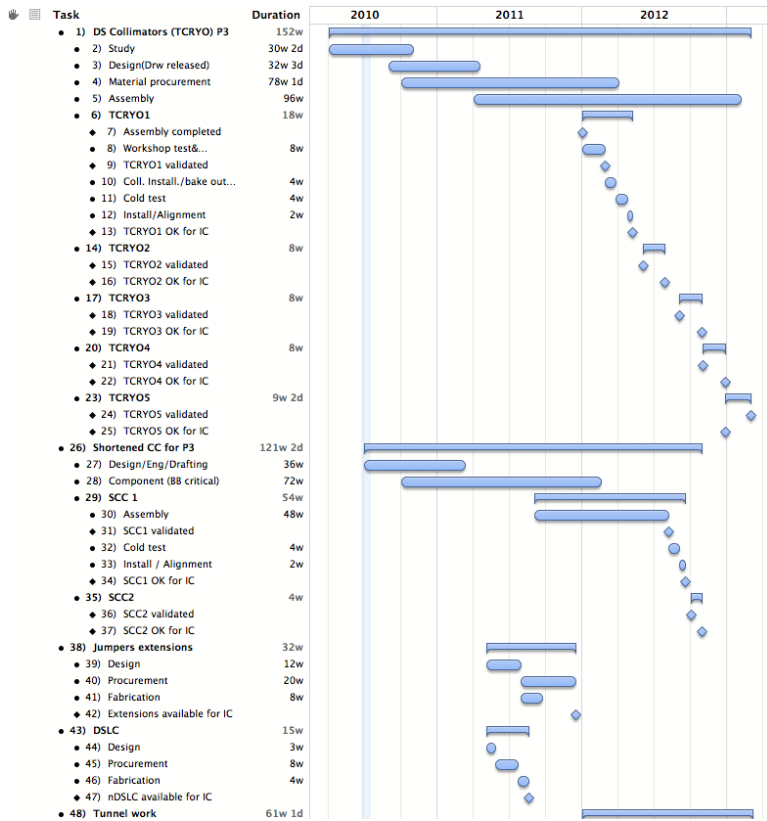 Task Duration 2010 2011 2012
1) DS Collimators (TCRYO) P3 152w
2) Study 30w 2d
3) Design(Drw released) 32w 3d
4) Material procurement 78w 1d
5) Assembly 96w
6) TCRYO1 18w
7) Assembly completed
8) Workshop test&... 8w
9) TCRYO1 validated
10) Coll. Install./bake out... 4w
11) Cold test 4w
12) Install/Alignment 2w
13) TCRYO1 OK for IC
14) TCRYO2 8w
15) TCRYO2 validated
16) TCRYO2 OK for IC
17) TCRYO3 8w
18) TCRYO3 validated
19) TCRYO3 OK for IC
20) TCRYO4 8w
21) TCRYO4 validated
22) TCRYO4 OK for IC
23) TCRYO5 9w 2d
24) TCRYO5 validated
25) TCRYO5 OK for IC
26) Shortened CC for P3 121w 2d
27) Design/Eng/Drafting 36w
28) Component (BB critical) 72w
29) SCC 1 54w
30) Assembly 48w
31) SCC1 validated
32) Cold test 4w
33) Install / Alignment 2w
34) SCC1 OK for IC
35) SCC2 4w
36) SCC2 validated
37) SCC2 OK for IC
38) Jumpers extensions 32w
39) Design 12w
40) Procurement 20w
41) Fabrication 8w
42) Extensions available for IC
43) DSLC 15w
44) Design 3w
45) Procurement 8w
46) Fabrication 4w
47) nDSLC available for IC
48) Tunnel work 61w 1d